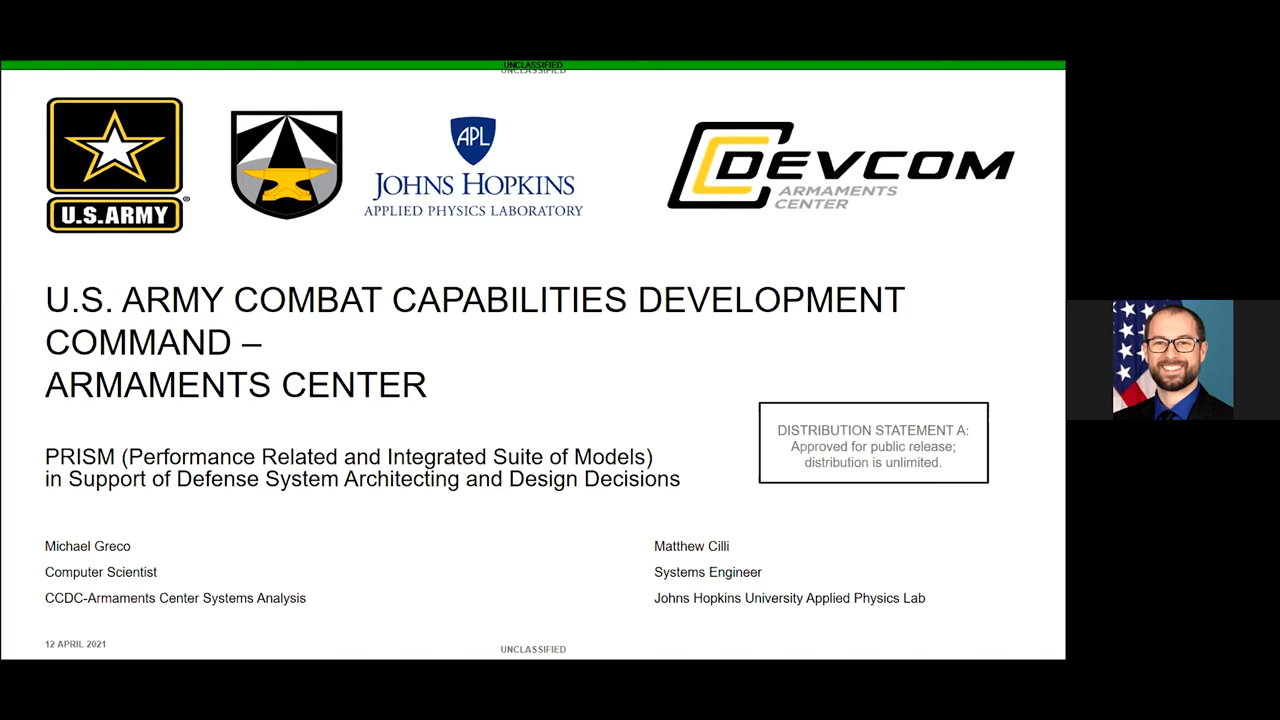 UNCLASSIFIED
UNCLASSIFIED
U.S.ARMY
APL
JOHNS HOPKINS
APPLIED PHYSICS LABORATORY
DEVCOM
ARMAMENTS
CENTER
U.S. ARMY COMBAT CAPABILITIES DEVELOPMENT
COMMAND –
ARMAMENTS CENTER
DISTRIBUTION STATEMENT A:
Approved for public release;
distribution is unlimited.
PRISM (Performance Related and Integrated Suite of Models)
in Support of Defense System Architecting and Design Decisions
Michael Greco
Computer Scientist
CCDC-Armaments Center Systems Analysis
Matthew Cilli
Systems Engineer
Johns Hopkins University Applied Physics Lab
12 APRIL 2021
UNCLASSIFIED